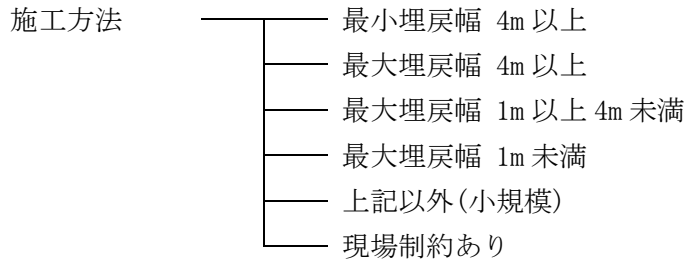 施工方法 最小埋戻幅 4m 以上
最大埋戻幅 4m 以上
最大埋戻幅 1m 以上 4m 未満
最大埋戻幅 1m 未満
上記以外(小規模)
現場制約あり